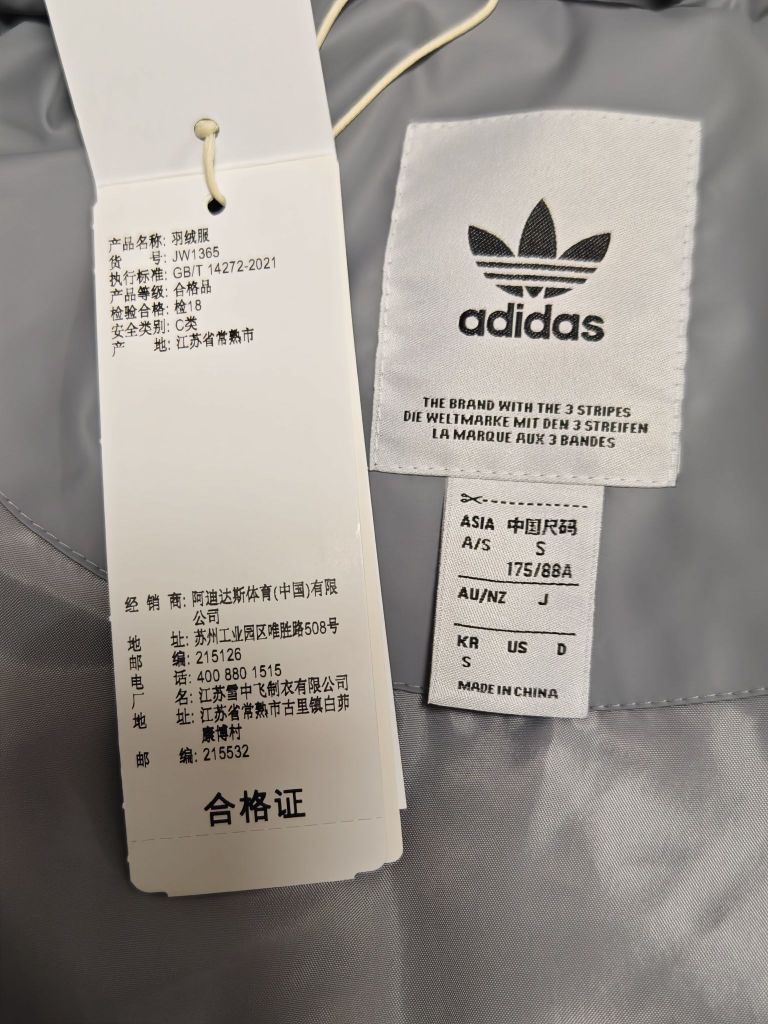 产品名称: 羽绒服
货 号: JW1365
执行标准: GB/T 14272-2021
产品等级: 合格品
检验合格: 检18
安全类别: C类
产 地: 江苏省常熟市
经 销 商: 阿迪达斯体育(中国)有限
公司
地 址: 苏州工业园区唯胜路508号
邮 编: 215126
电 话: 400 880 1515
厂 名: 江苏雪中飞制衣有限公司
地 址: 江苏省常熟市古里镇白茆
康博村
邮 编: 215532
合格证
adidas
THE BRAND WITH THE 3 STRIPES
DIE WELTMARKE MIT DEN 3 STREIFEN
LA MARQUE AUX 3 BANDES
ASIA 中国尺码
A/S S
175/88A
AU/NZ J
KR US D
S
MADE IN CHINA